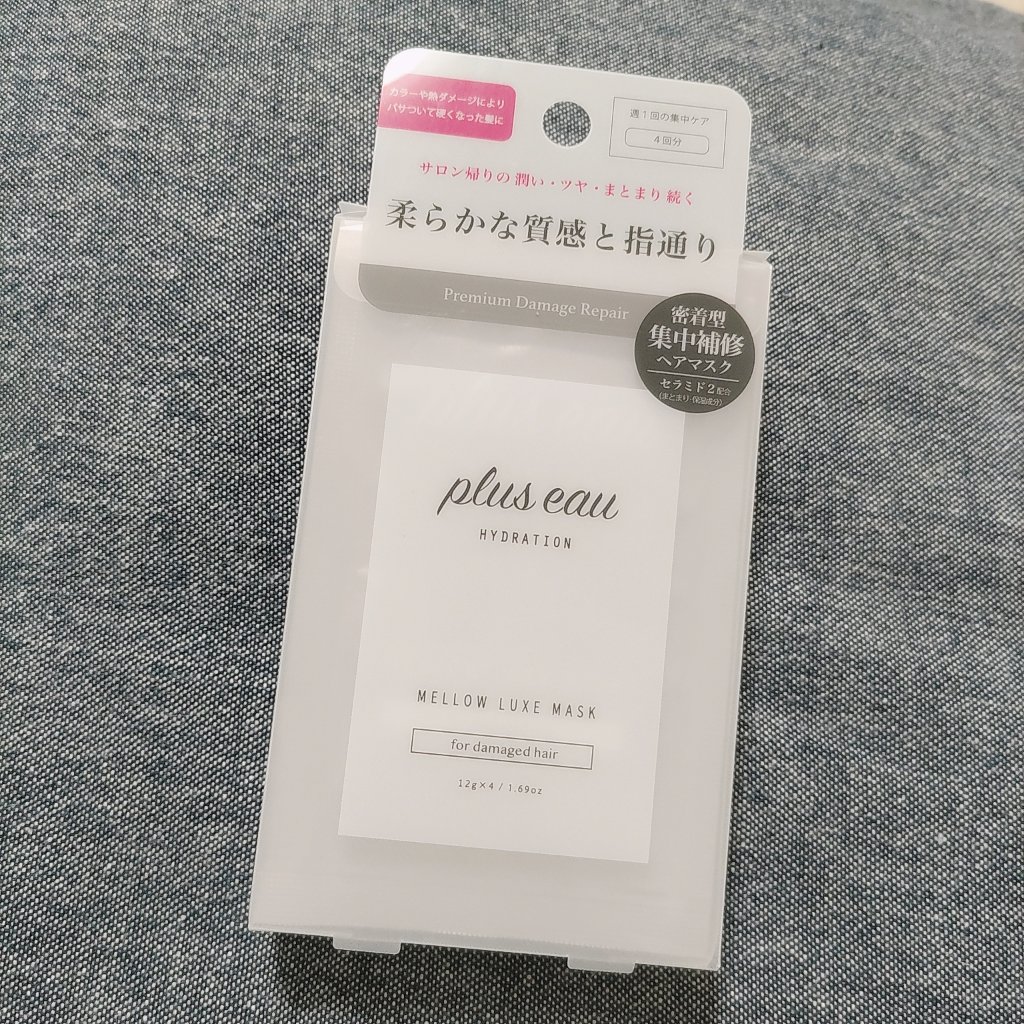 カラーや熱ダメージにより
パサついて硬くなった髪に
週1回の集中ケア
4回分
サロン帰りの潤い・ツヤ・まとまり続く
柔らかな質感と指通り
Premium Damage Repair
密着型
集中補修
ヘアマスク
セラミド2配合
(まとまり・保湿成分)
plus eau
HYDRATION
MELLOW LUXE MASK
for damaged hair
12g×4 / 1.69oz